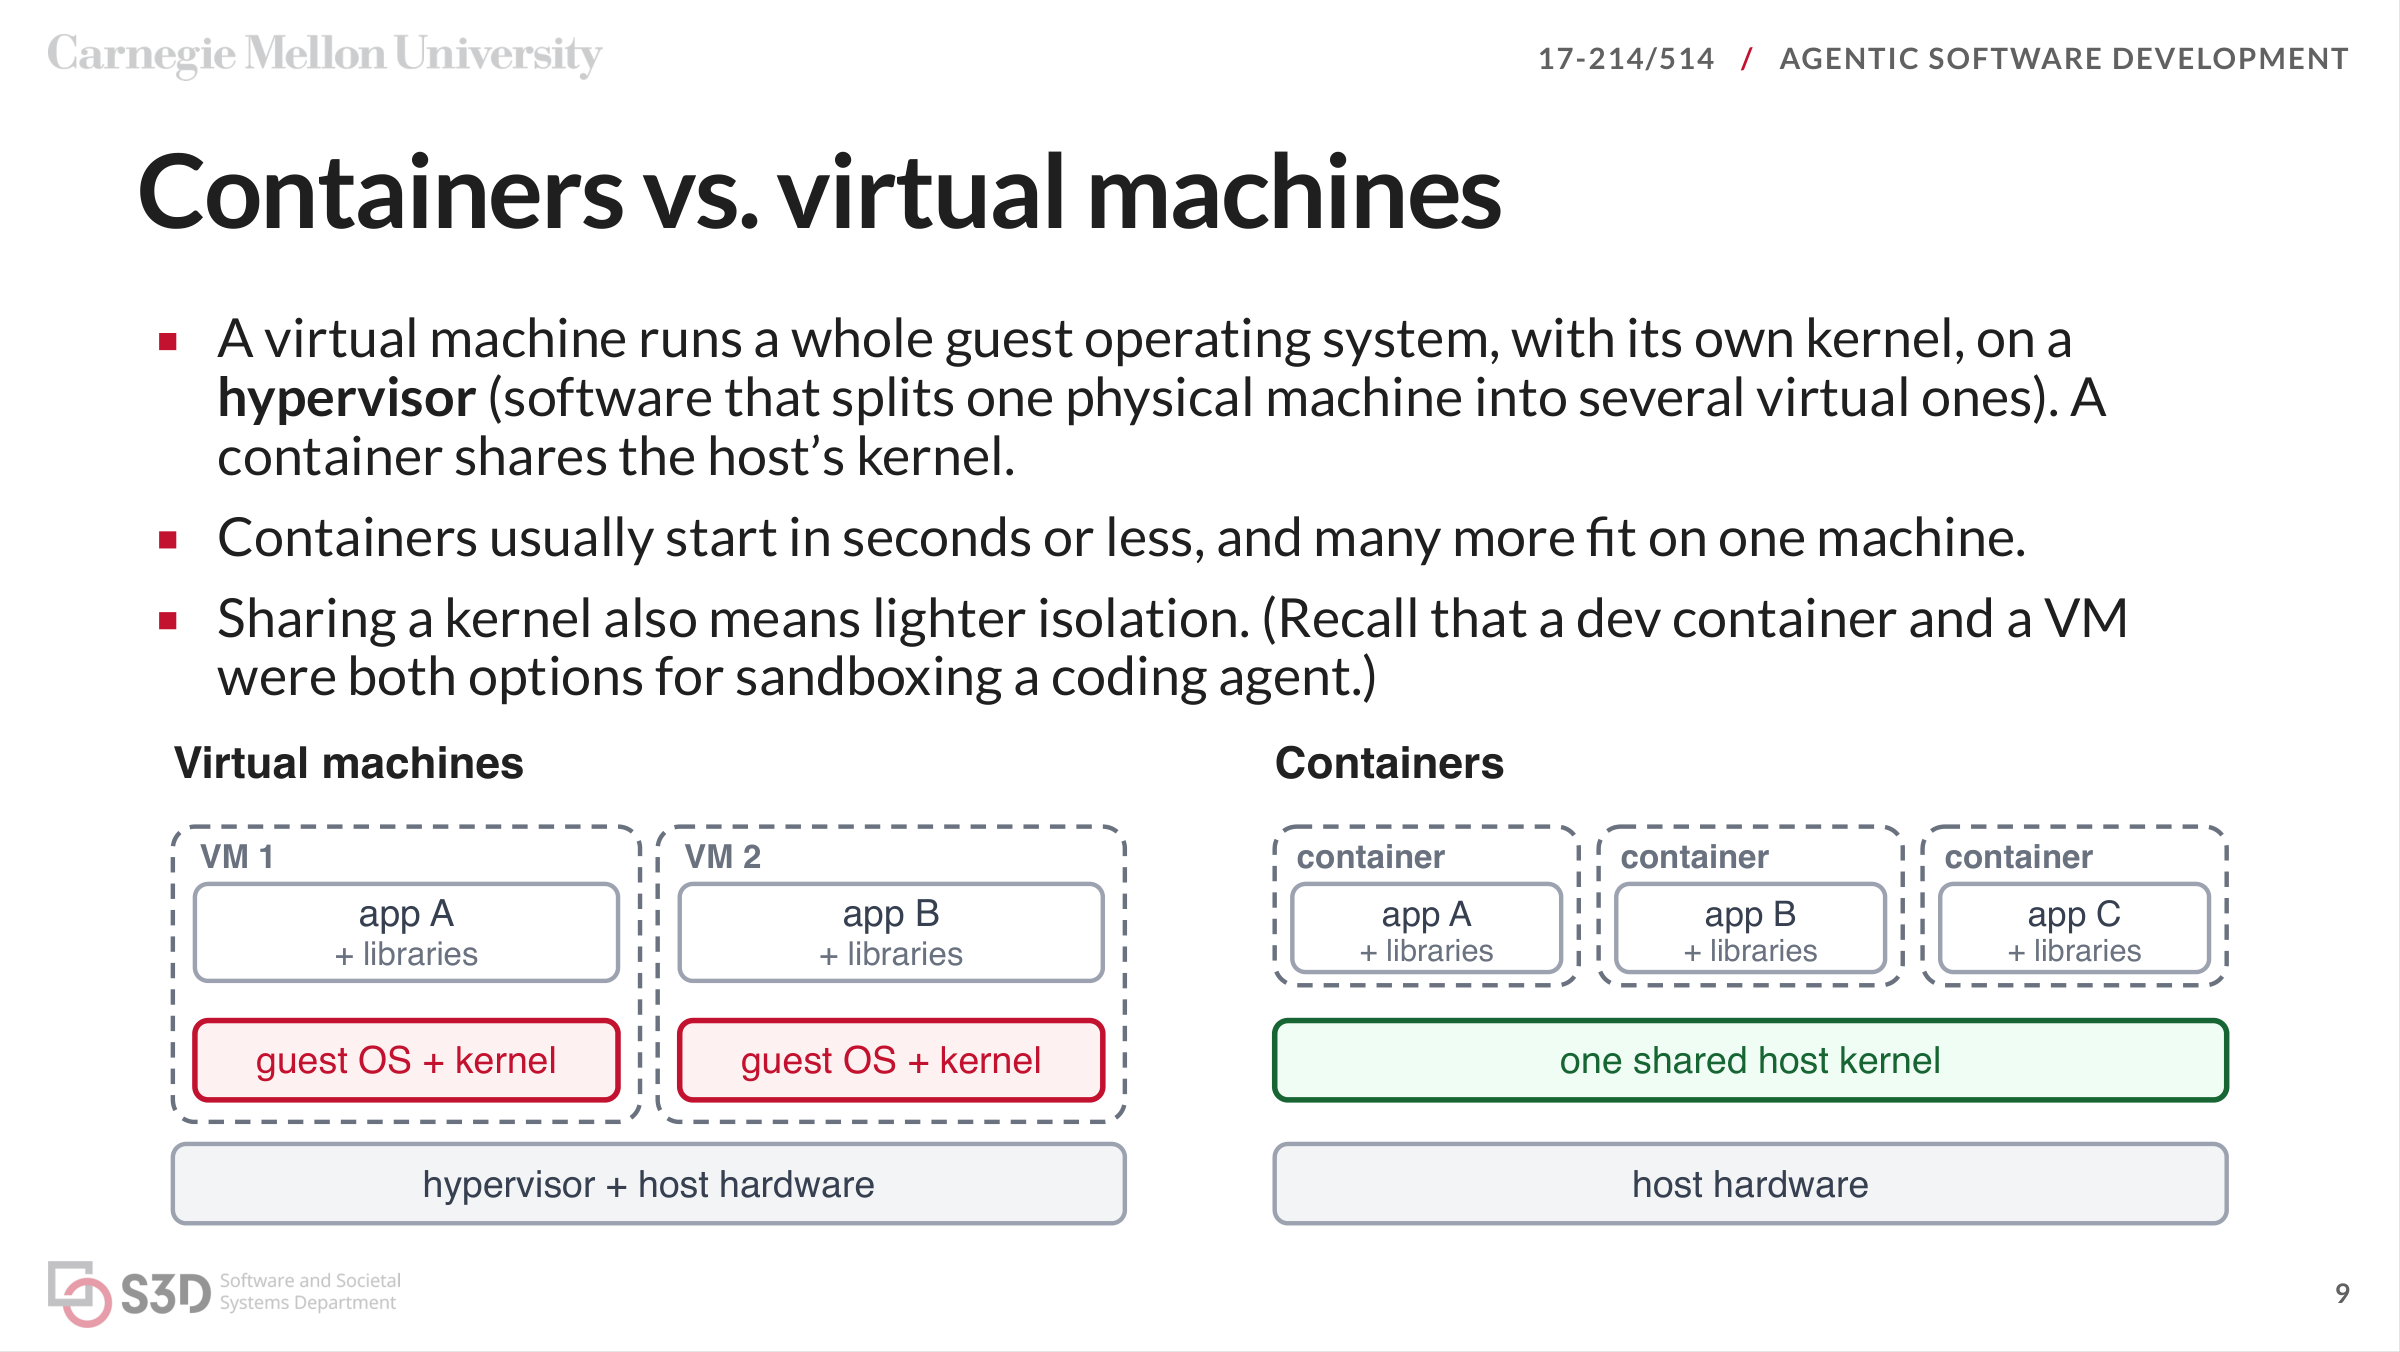 Carnegie Mellon University
17-214/514 / AGENTIC SOFTWARE DEVELOPMENT
Containers vs. virtual machines
▪ A virtual machine runs a whole guest operating system, with its own kernel, on a
hypervisor (software that splits one physical machine into several virtual ones). A
container shares the host’s kernel.
▪ Containers usually start in seconds or less, and many more fit on one machine.
▪ Sharing a kernel also means lighter isolation. (Recall that a dev container and a VM
were both options for sandboxing a coding agent.)
Virtual machines
VM 1
app A
+ libraries
guest OS + kernel
VM 2
app B
+ libraries
guest OS + kernel
hypervisor + host hardware
Containers
container
app A
+ libraries
container
app B
+ libraries
container
app C
+ libraries
one shared host kernel
host hardware
S3D
Software and Societal
Systems Department
9